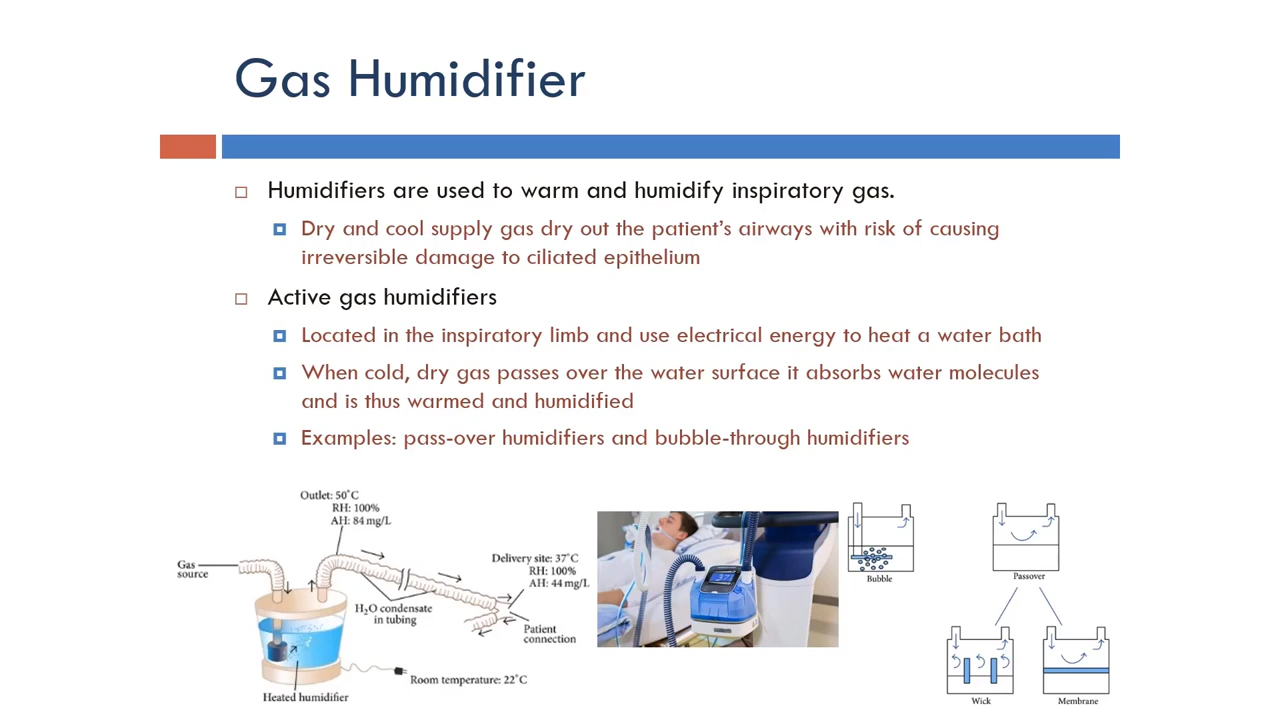 Gas Humidifier
Humidifiers are used to warm and humidify inspiratory gas.
Dry and cool supply gas dry out the patient's airways with risk of causing
irreversible damage to ciliated epithelium
Active gas humidifiers
Located in the inspiratory limb and use electrical energy to heat a water bath
When cold, dry gas passes over the water surface it absorbs water molecules
and is thus warmed and humidified
Examples: pass-over humidifiers and bubble-through humidifiers
Outlet: 50°C
RH: 100%
AH: 84 mg/L
Gas
source
Delivery site: 37°C
RH: 100%
AH: 44 mg/L
H₂O condensate
in tubing
Patient
connection
Room temperature: 22°C
Heated humidifier
37
Bubble
Passover
Wick
Membrane